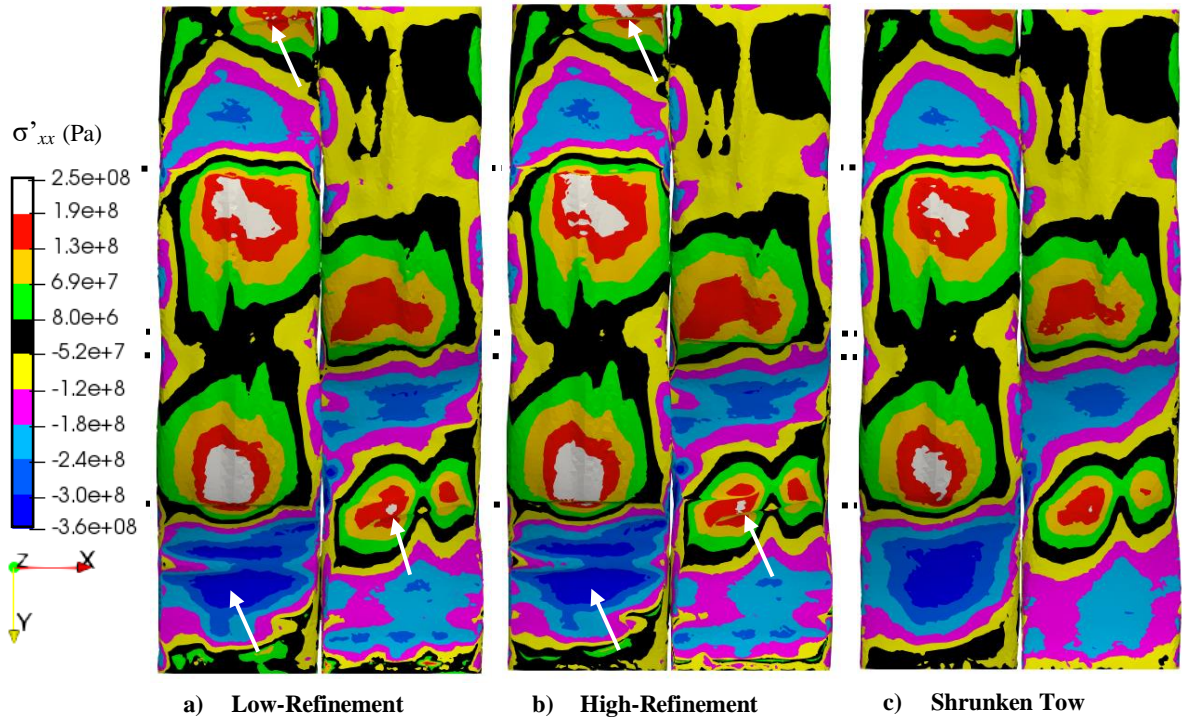 σ’xx (Pa)
2.5e+08
1.9e+8
1.3e+8
6.9e+7
8.0e+6
-5.2e+7
-1.2e+8
-1.8e+8
-2.4e+8
-3.0e+8
-3.6e+08
Z X
Y
a) Low-Refinement b) High-Refinement c) Shrunken Tow